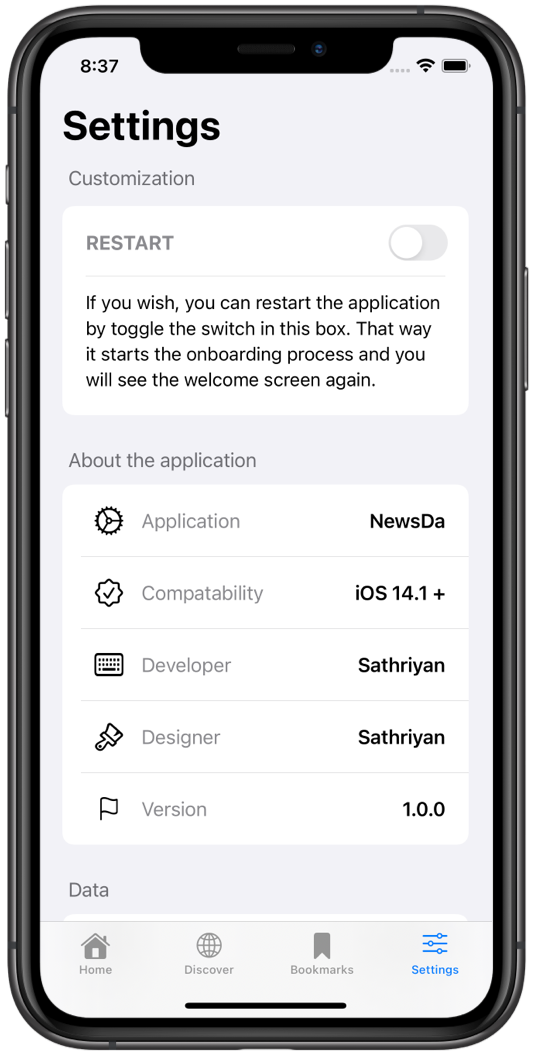 8:37
Settings
Customization
RESTART
If you wish, you can restart the application
by toggle the switch in this box. That way
it starts the onboarding process and you
will see the welcome screen again.
About the application
Application NewsDa
Compatability iOS 14.1 +
Developer Sathriyan
Designer Sathriyan
Version 1.0.0
Data
Home Discover Bookmarks Settings